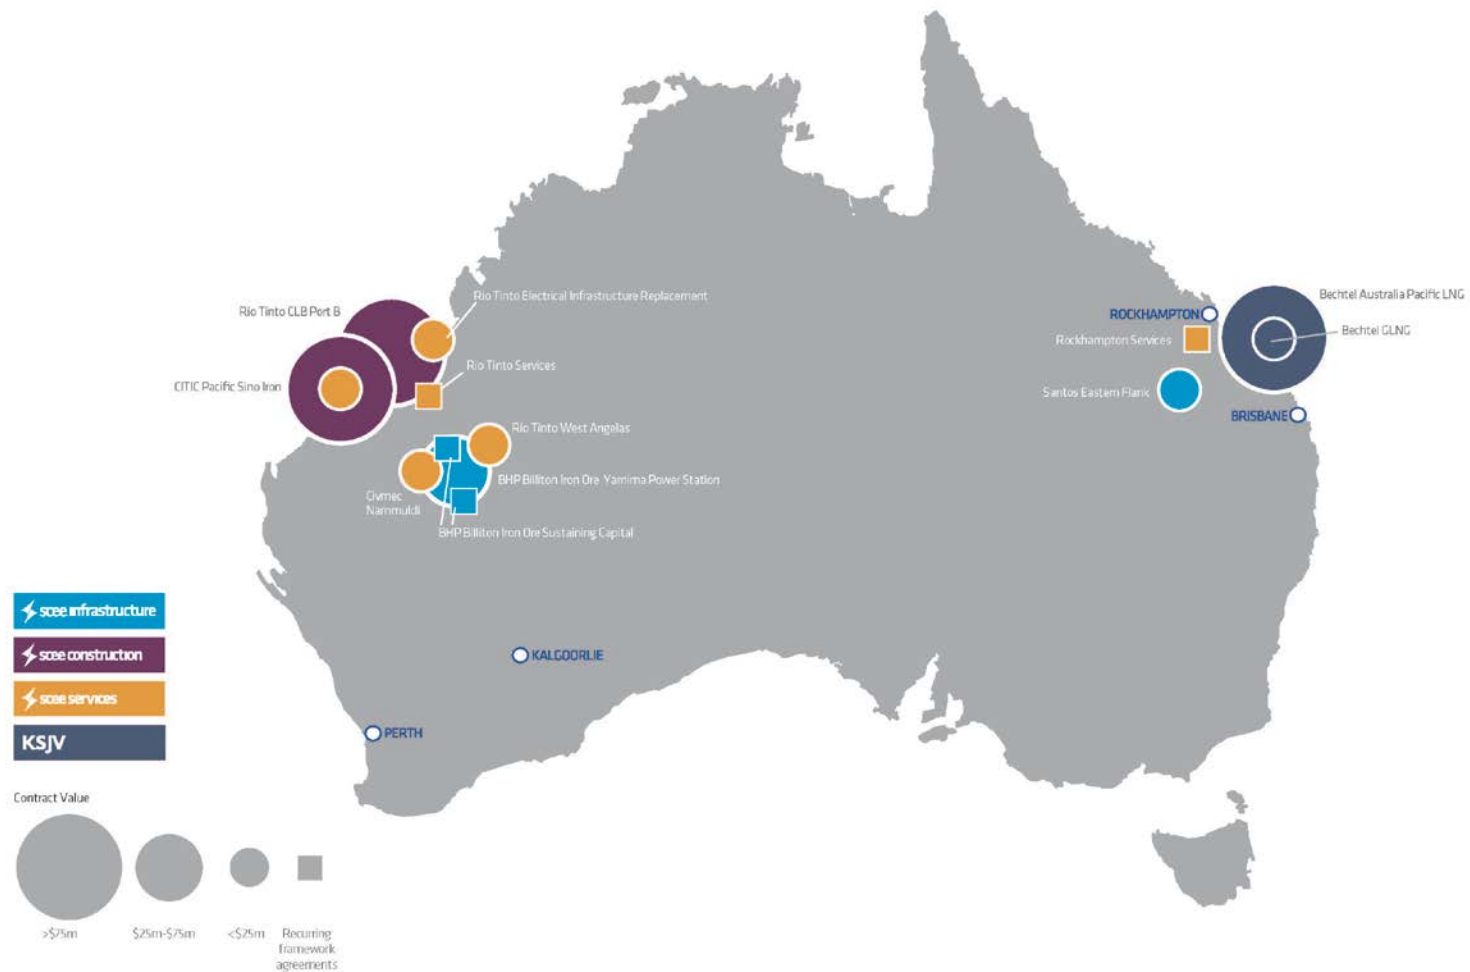 Rio Tinto Electrical Infrastructure Replacement
Rio Tinto CLB Port B
Rio Tinto Services
CITIC Pacific Sino Iron
Rio Tinto West Angelas
BHP Billiton Iron Ore Yarnima Power Station
Civmec
Nammuldi
BHP Billiton Iron Ore Sustaining Capital
Bechtel Australia Pacific LNG
ROCKHAMPTON
Bechtel GLNG
Rockhampton Services
Santos Eastern Flank
BRISBANE
scee infrastructure
scee construction
scee services
KSJV
KALGOORLIE
PERTH
Contract Value
>$75m
$25m-$75m
<$25m
Recurring
framework
agreements